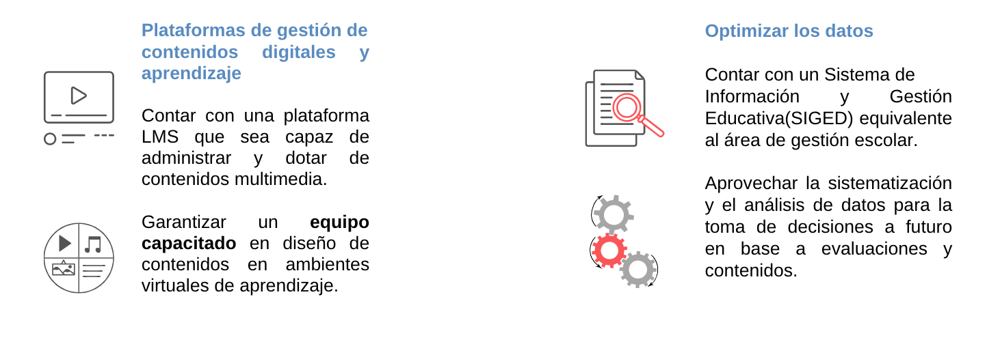 Plataformas de gestión de
contenidos digitales y
aprendizaje
Contar con una plataforma
LMS que sea capaz de
administrar y dotar de
contenidos multimedia.
Garantizar un equipo
capacitado en diseño de
contenidos en ambientes
virtuales de aprendizaje.
Optimizar los datos
Contar con un Sistema de
Información y Gestión
Educativa(SIGED) equivalente
al área de gestión escolar.
Aprovechar la sistematización
y el análisis de datos para la
toma de decisiones a futuro
en base a evaluaciones y
contenidos.